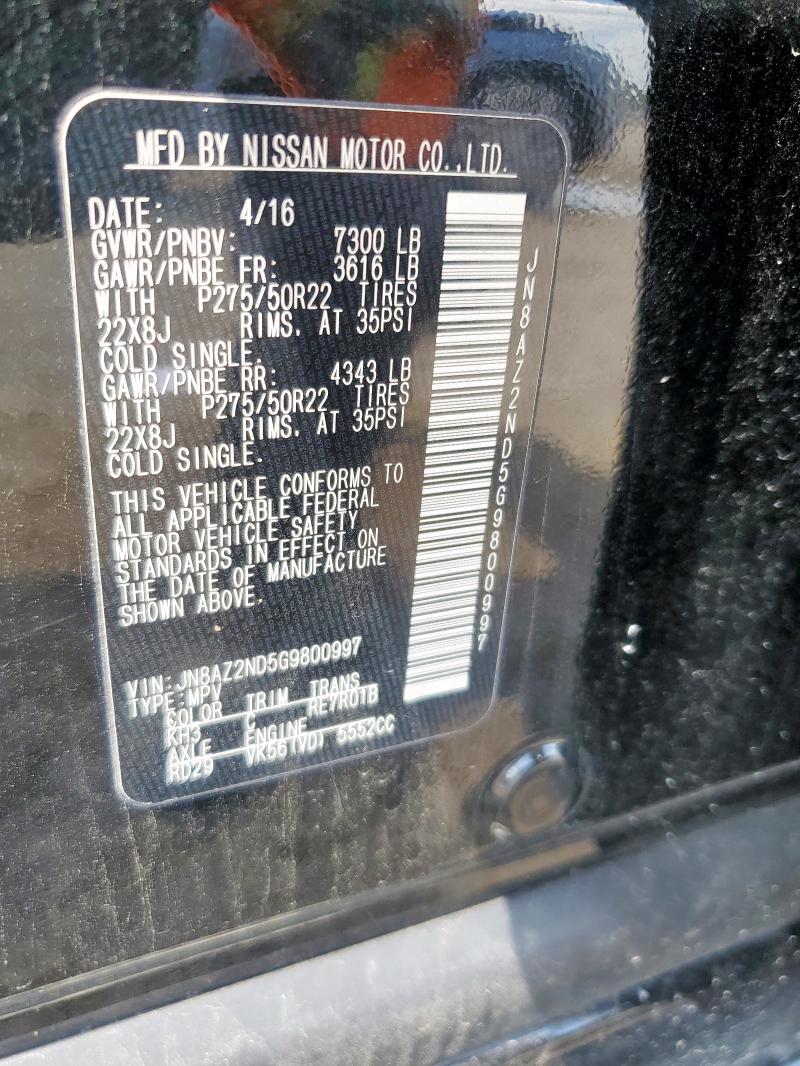 MFD BY NISSAN MOTOR CO.,LTD.
DATE: 4/16
GVWR/PNBV: 7300 LB
GAWR/PNBE FR: 3616 LB
WITH P275/50R22 TIRES
22X8J RIMS. AT 35PSI
COLD SINGLE.
GAWR/PNBE RR: 4343 LB
WITH P275/50R22 TIRES
22X8J RIMS. AT 35PSI
COLD SINGLE.
THIS VEHICLE CONFORMS TO
ALL APPLICABLE FEDERAL
MOTOR VEHICLE SAFETY
STANDARDS IN EFFECT ON
THE DATE OF MANUFACTURE
SHOWN ABOVE.
VIN:JN8AZ2ND5G9800997
TYPE:MPV
COLOR TRIM TRANS
KH3 C RE7R01B
AXLE ENGINE
RD29 VK56(VD) 5552CC
JN8AZ2ND5G9800997